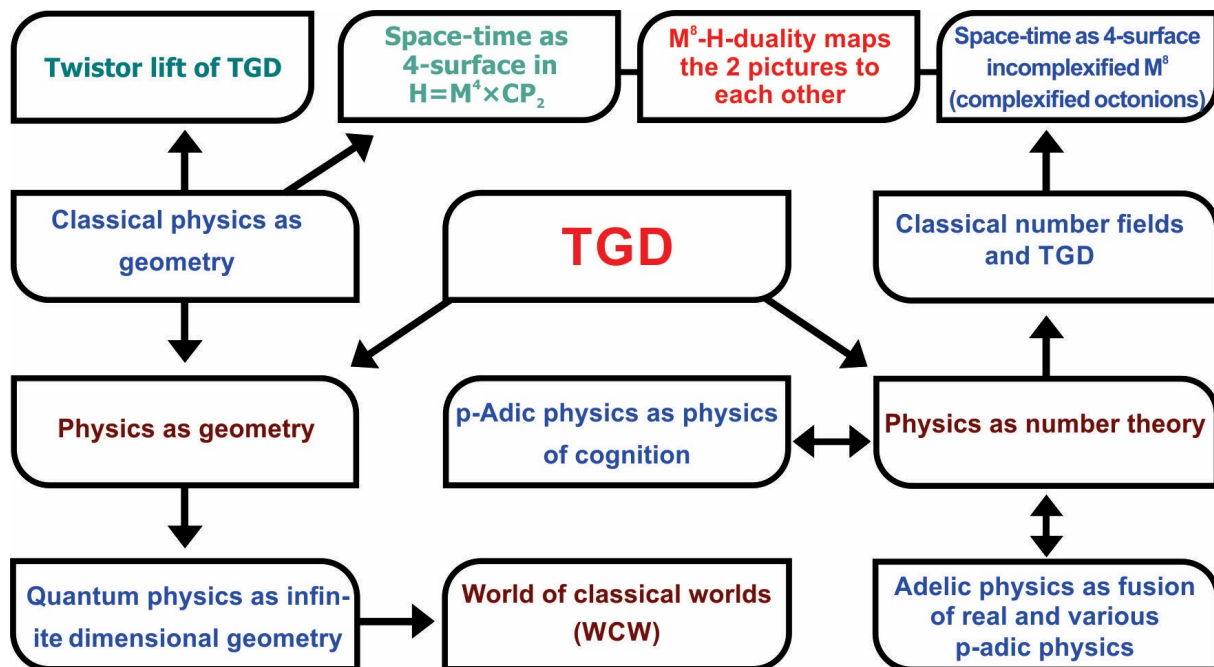 Twistor lift of TGD
Space-time as
4-surface in
H=M⁴×CP₂
M⁸-H-duality maps
the 2 pictures to
each other
Space-time as 4-surface
incomplexified M⁸
(complexified octonions)
Classical physics as
geometry
TGD
Classical number fields
and TGD
Physics as geometry
p-Adic physics as physics
of cognition
Physics as number theory
Quantum physics as infin-
ite dimensional geometry
World of classical worlds
(WCW)
Adelic physics as fusion
of real and various
p-adic physics